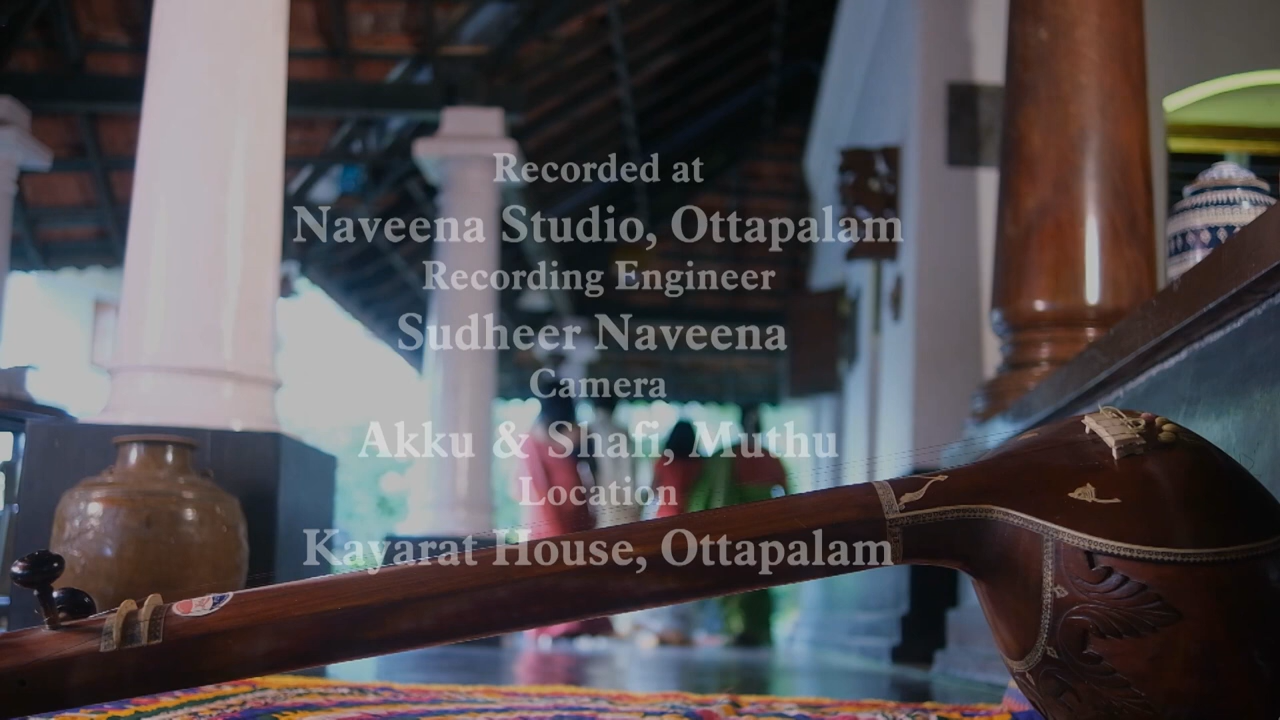 Recorded at
Naveena Studio, Ottapalam
Recording Engineer
Sudheer Naveena
Camera
Akku & Shafi, Muthu
Location
Kayarat House, Ottapalam